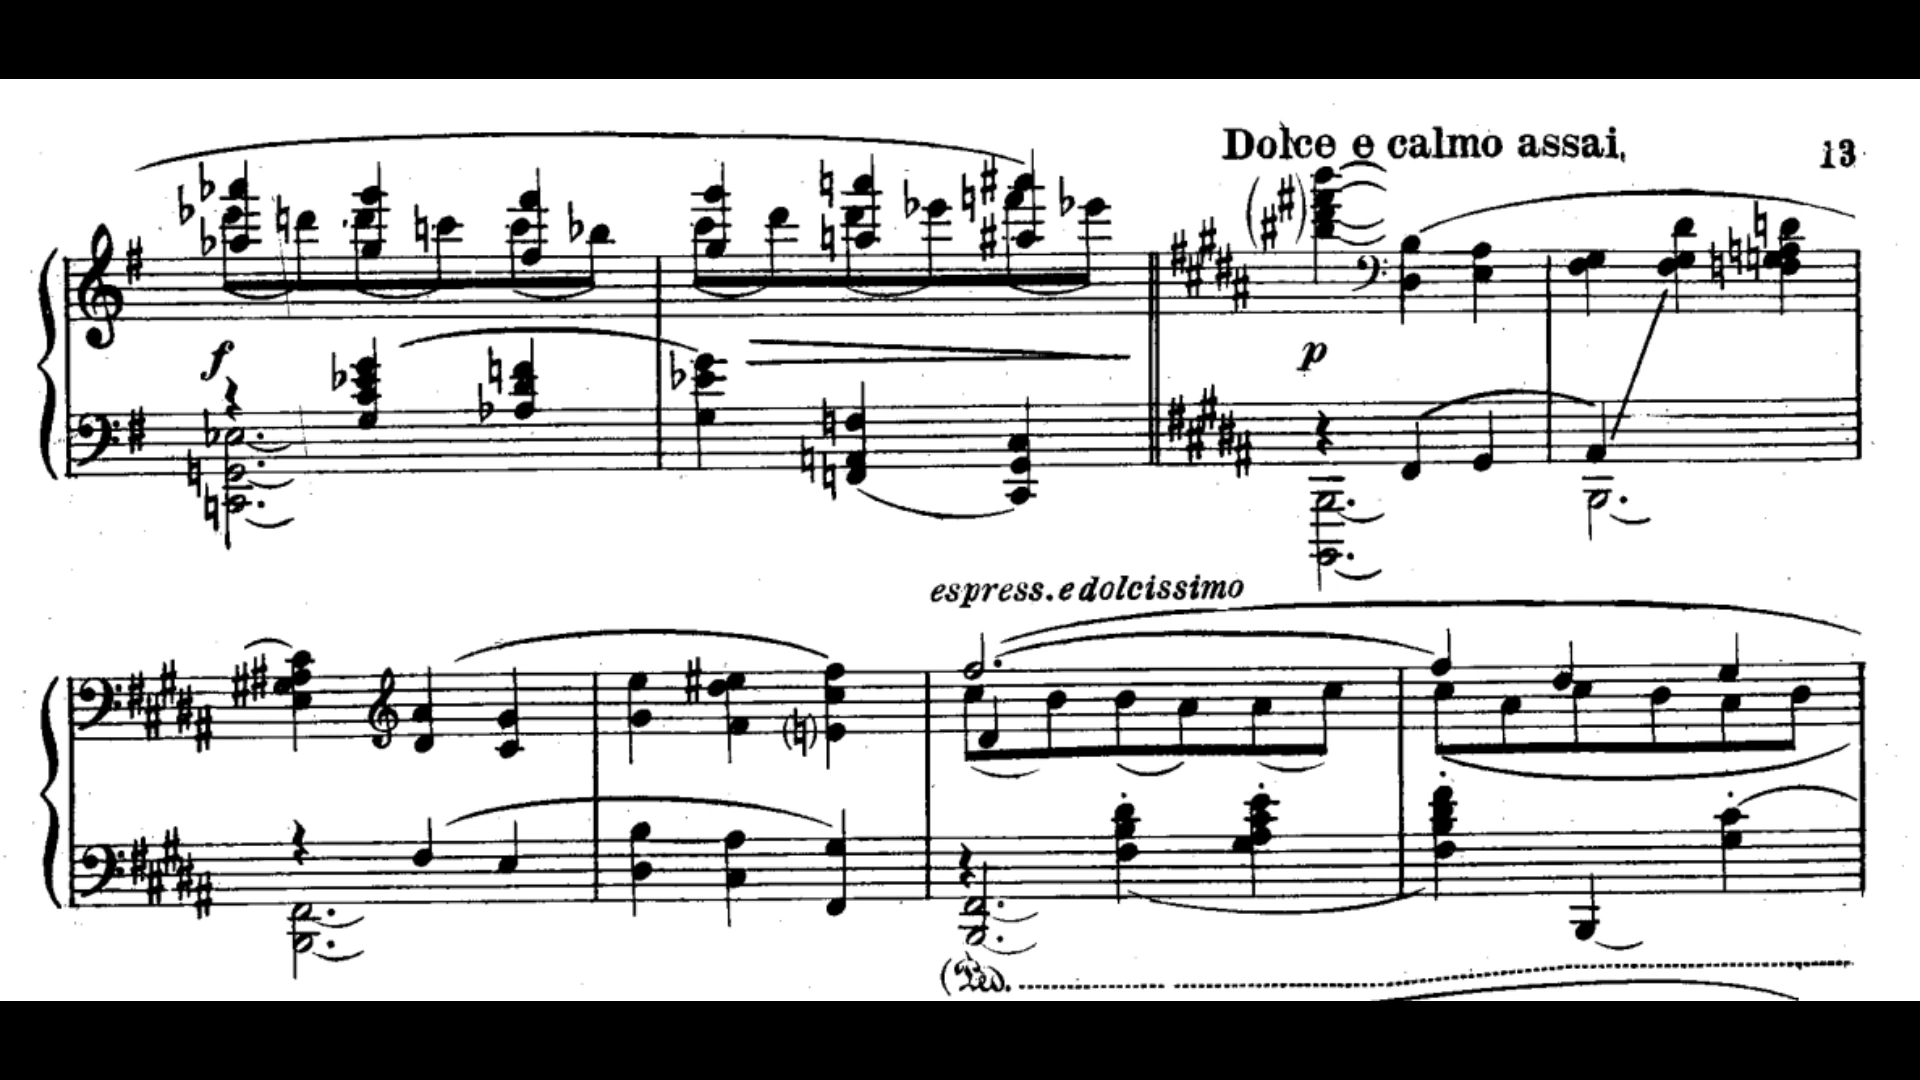 Dolce e calmo assai.
13
f
p
espress. e dolcissimo
(Ped.